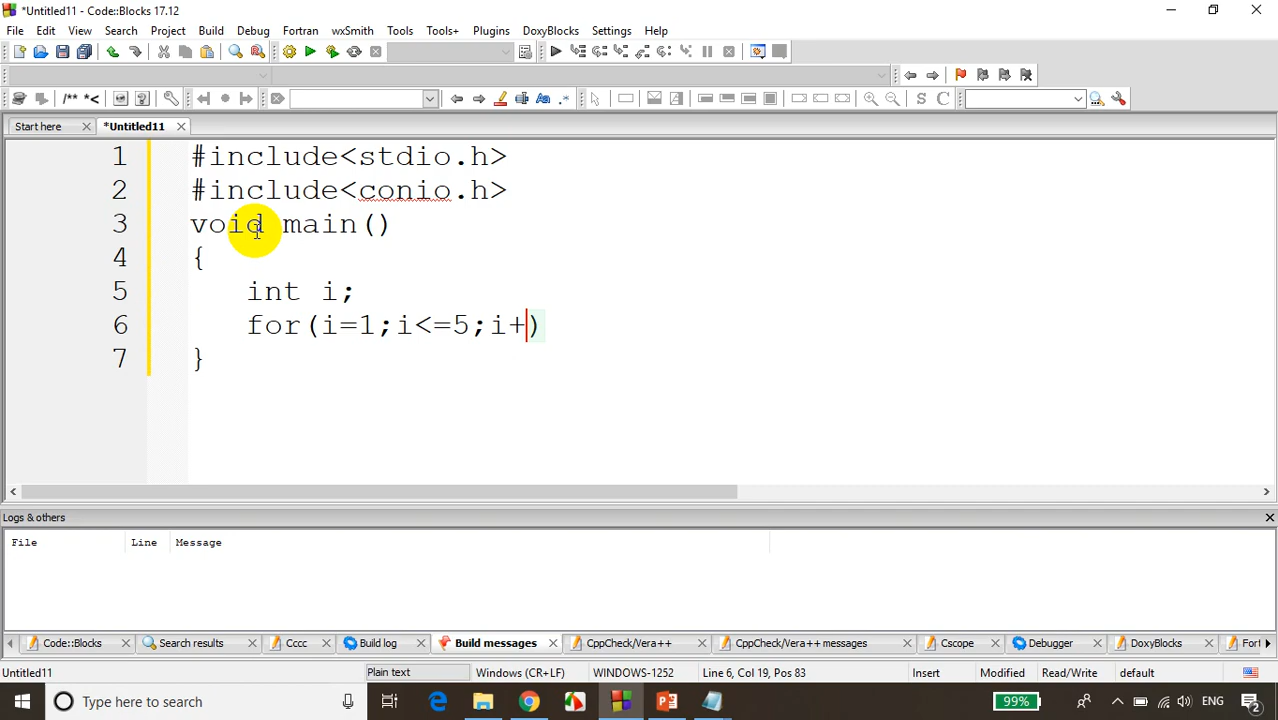 *Untitled11 - Code::Blocks 17.12
File Edit View Search Project Build Debug Fortran wxSmith Tools Tools+ Plugins DoxyBlocks Settings Help
/** *<
S C
Start here *Untitled11
1 #include<stdio.h>
2 #include<conio.h>
3 void main()
4 {
5 int i;
6 for(i=1;i<=5;i+)
7 }
Logs & others
File Line Message
Code::Blocks Search results Cccc Build log Build messages CppCheck/Vera++ CppCheck/Vera++ messages Cscope Debugger DoxyBlocks Fort
Untitled11 Plain text Windows (CR+LF) WINDOWS-1252 Line 6, Col 19, Pos 83 Insert Modified Read/Write default
Type here to search 99% ENG 2